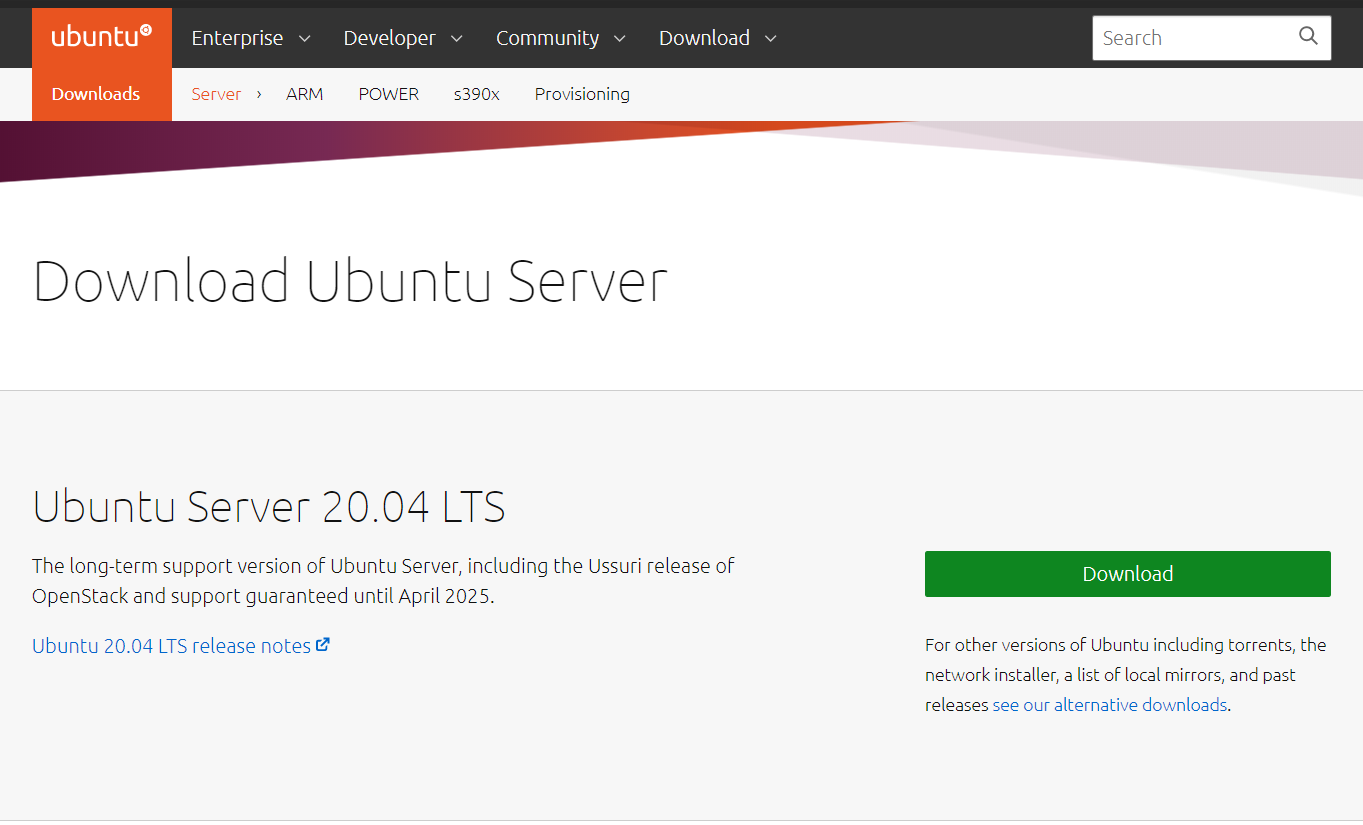 ubuntu
Enterprise
Developer
Community
Download
Search
Downloads
Server › ARM POWER s390x Provisioning
Download Ubuntu Server
Ubuntu Server 20.04 LTS
The long-term support version of Ubuntu Server, including the Ussuri release of
OpenStack and support guaranteed until April 2025.
Ubuntu 20.04 LTS release notes
Download
For other versions of Ubuntu including torrents, the
network installer, a list of local mirrors, and past
releases see our alternative downloads.